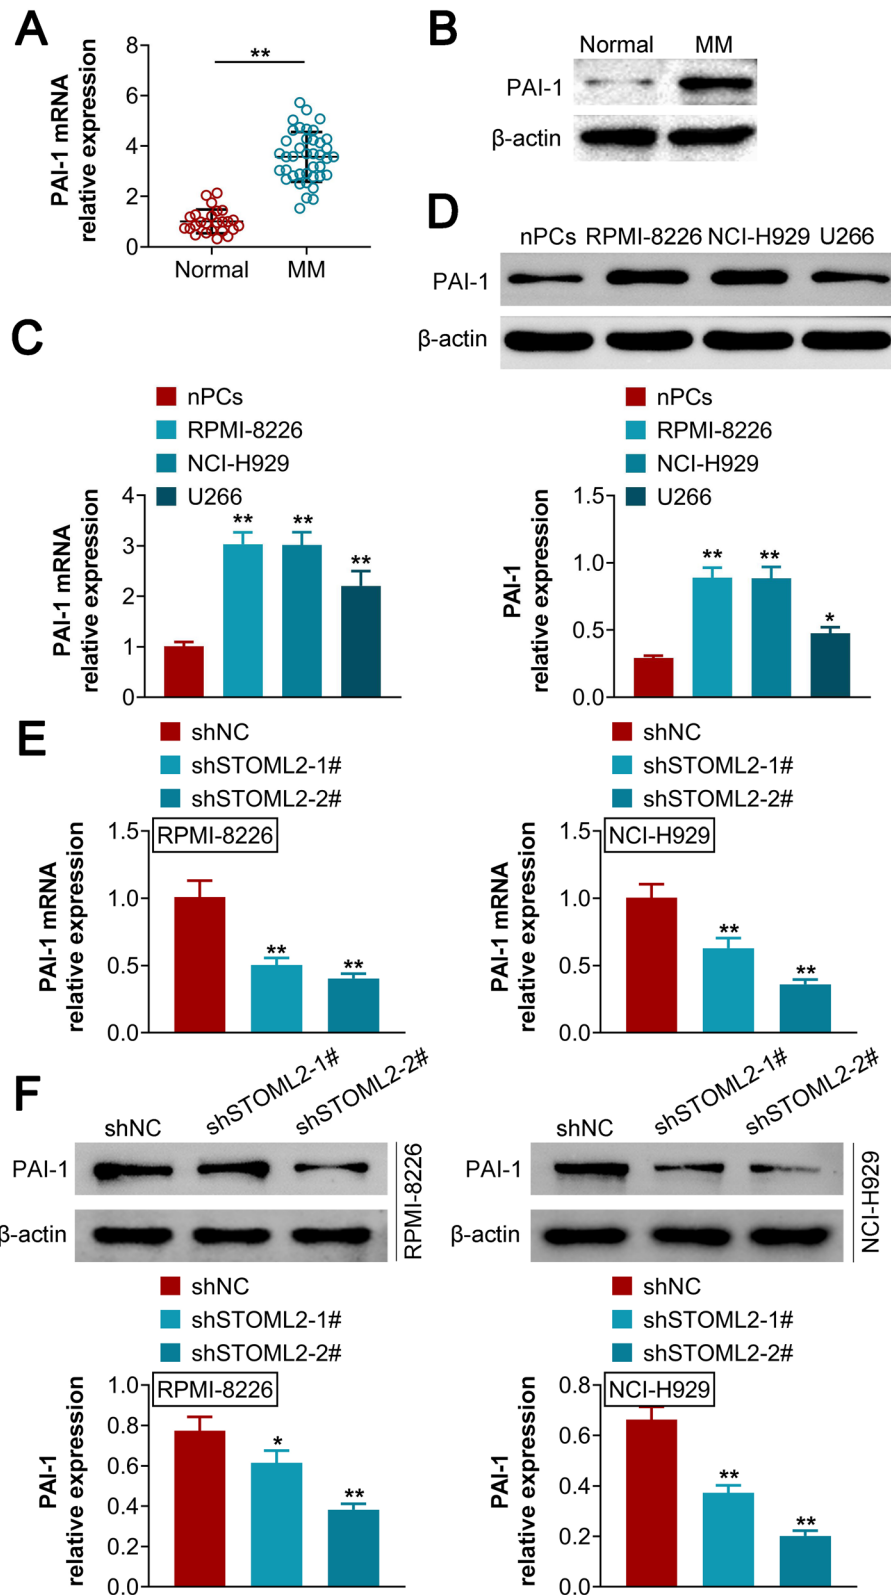 A
PAI-1 mRNA
relative expression
8
6
4
2
0
**
Normal
MM
B
Normal MM
PAI-1
β-actin
D
nPCs RPMI-8226 NCI-H929 U266
PAI-1
β-actin
C
nPCs
RPMI-8226
NCI-H929
U266
PAI-1 mRNA
relative expression
4
3
2
1
0
** ** **
nPCs
RPMI-8226
NCI-H929
U266
PAI-1
relative expression
1.5
1.0
0.5
0.0
** ** *
E
shNC
shSTOML2-1#
shSTOML2-2#
RPMI-8226
PAI-1 mRNA
relative expression
1.5
1.0
0.5
0.0
** **
shNC
shSTOML2-1#
shSTOML2-2#
NCI-H929
PAI-1 mRNA
relative expression
1.5
1.0
0.5
0.0
** **
F
shNC shSTOML2-1# shSTOML2-2#
PAI-1
β-actin
RPMI-8226
shNC shSTOML2-1# shSTOML2-2#
PAI-1
β-actin
NCI-H929
shNC
shSTOML2-1#
shSTOML2-2#
RPMI-8226
PAI-1
relative expression
1.0
0.8
0.6
0.4
0.2
0.0
* **
shNC
shSTOML2-1#
shSTOML2-2#
NCI-H929
PAI-1
relative expression
0.8
0.6
0.4
0.2
0.0
** **